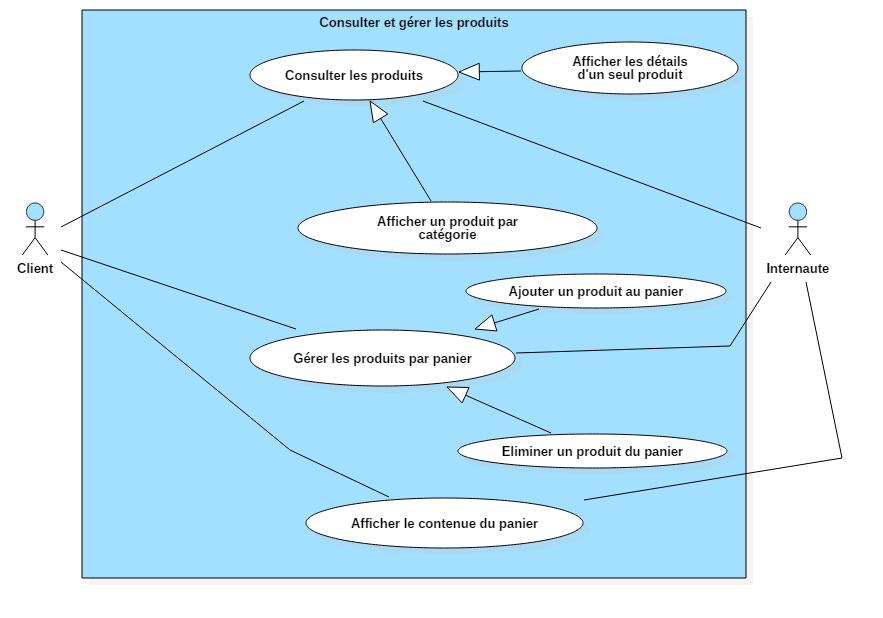 Consulter et gérer les produits
Consulter les produits
Afficher les détails
d'un seul produit
Afficher un produit par
catégorie
Client
Internaute
Ajouter un produit au panier
Gérer les produits par panier
Eliminer un produit du panier
Afficher le contenue du panier